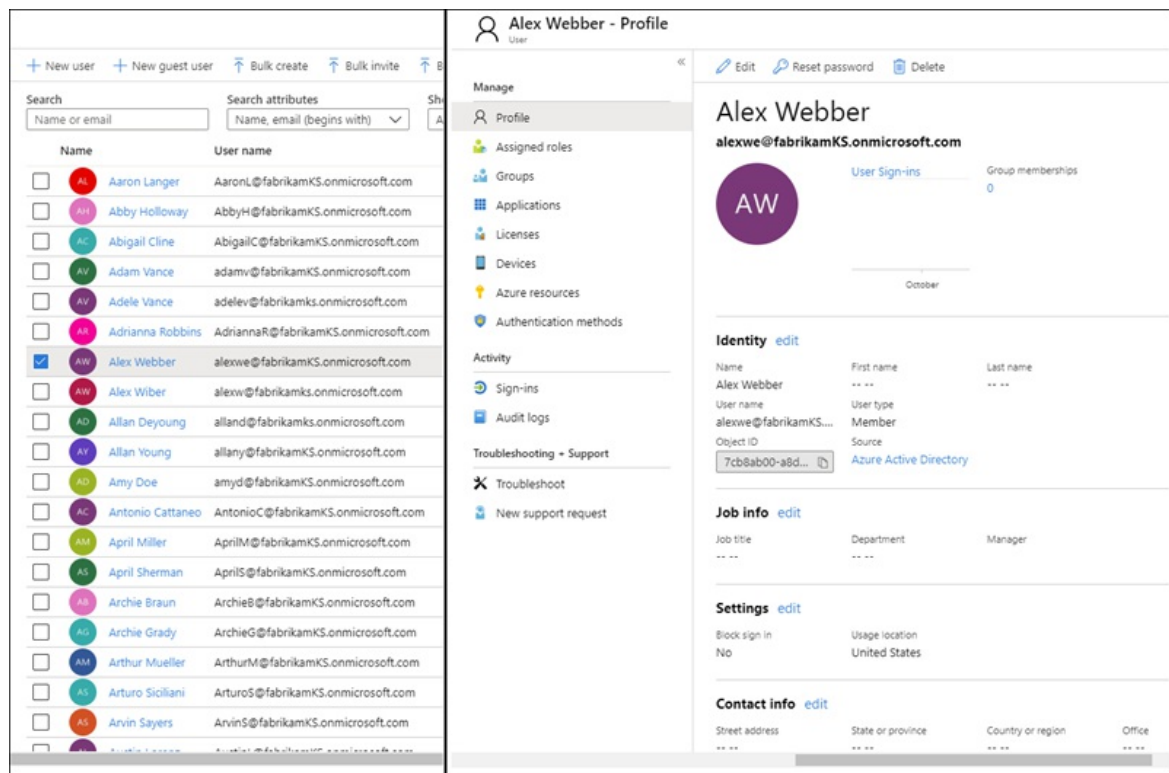 + New user + New guest user Bulk create Bulk invite B
Search Search attributes Sh
Name or email Name, email (begins with) A
Name User name
AL Aaron Langer AaronL@fabrikamKS.onmicrosoft.com
AH Abby Holloway AbbyH@fabrikamKS.onmicrosoft.com
AC Abigail Cline AbigailC@fabrikamKS.onmicrosoft.com
AV Adam Vance adamv@fabrikamKS.onmicrosoft.com
AV Adele Vance adelev@fabrikamks.onmicrosoft.com
AR Adrianna Robbins AdriannaR@fabrikamKS.onmicrosoft.com
AW Alex Webber alexwe@fabrikamKS.onmicrosoft.com
AW Alex Wiber alexw@fabrikamKS.onmicrosoft.com
AD Allan Deyoung alland@fabrikamKS.onmicrosoft.com
AY Allan Young allany@fabrikamKS.onmicrosoft.com
AD Amy Doe amyd@fabrikamKS.onmicrosoft.com
AC Antonio Cattaneo AntonioC@fabrikamKS.onmicrosoft.com
AM April Miller AprilM@fabrikamKS.onmicrosoft.com
AS April Sherman AprilS@fabrikamKS.onmicrosoft.com
AB Archie Braun ArchieB@fabrikamKS.onmicrosoft.com
AG Archie Grady ArchieG@fabrikamKS.onmicrosoft.com
AM Arthur Mueller ArthurM@fabrikamKS.onmicrosoft.com
AS Arturo Siciliani ArturoS@fabrikamKS.onmicrosoft.com
AS Arvin Sayers ArvinS@fabrikamKS.onmicrosoft.com
Alex Webber - Profile
User
«
Manage
Profile
Assigned roles
Groups
Applications
Licenses
Devices
Azure resources
Authentication methods
Activity
Sign-ins
Audit logs
Troubleshooting + Support
Troubleshoot
New support request
Edit Reset password Delete
Alex Webber
alexwe@fabrikamKS.onmicrosoft.com
User Sign-ins Group memberships
0
AW
October
Identity edit
Name First name Last name
Alex Webber -- -- -- --
User name User type
alexwe@fabrikamKS.... Member
Object ID Source
7cb8ab00-a8d... Azure Active Directory
Job info edit
Job title Department Manager
-- -- -- --
Settings edit
Block sign in Usage location
No United States
Contact info edit
Street address State or province Country or region Office
-- -- -- -- -- -- -- --